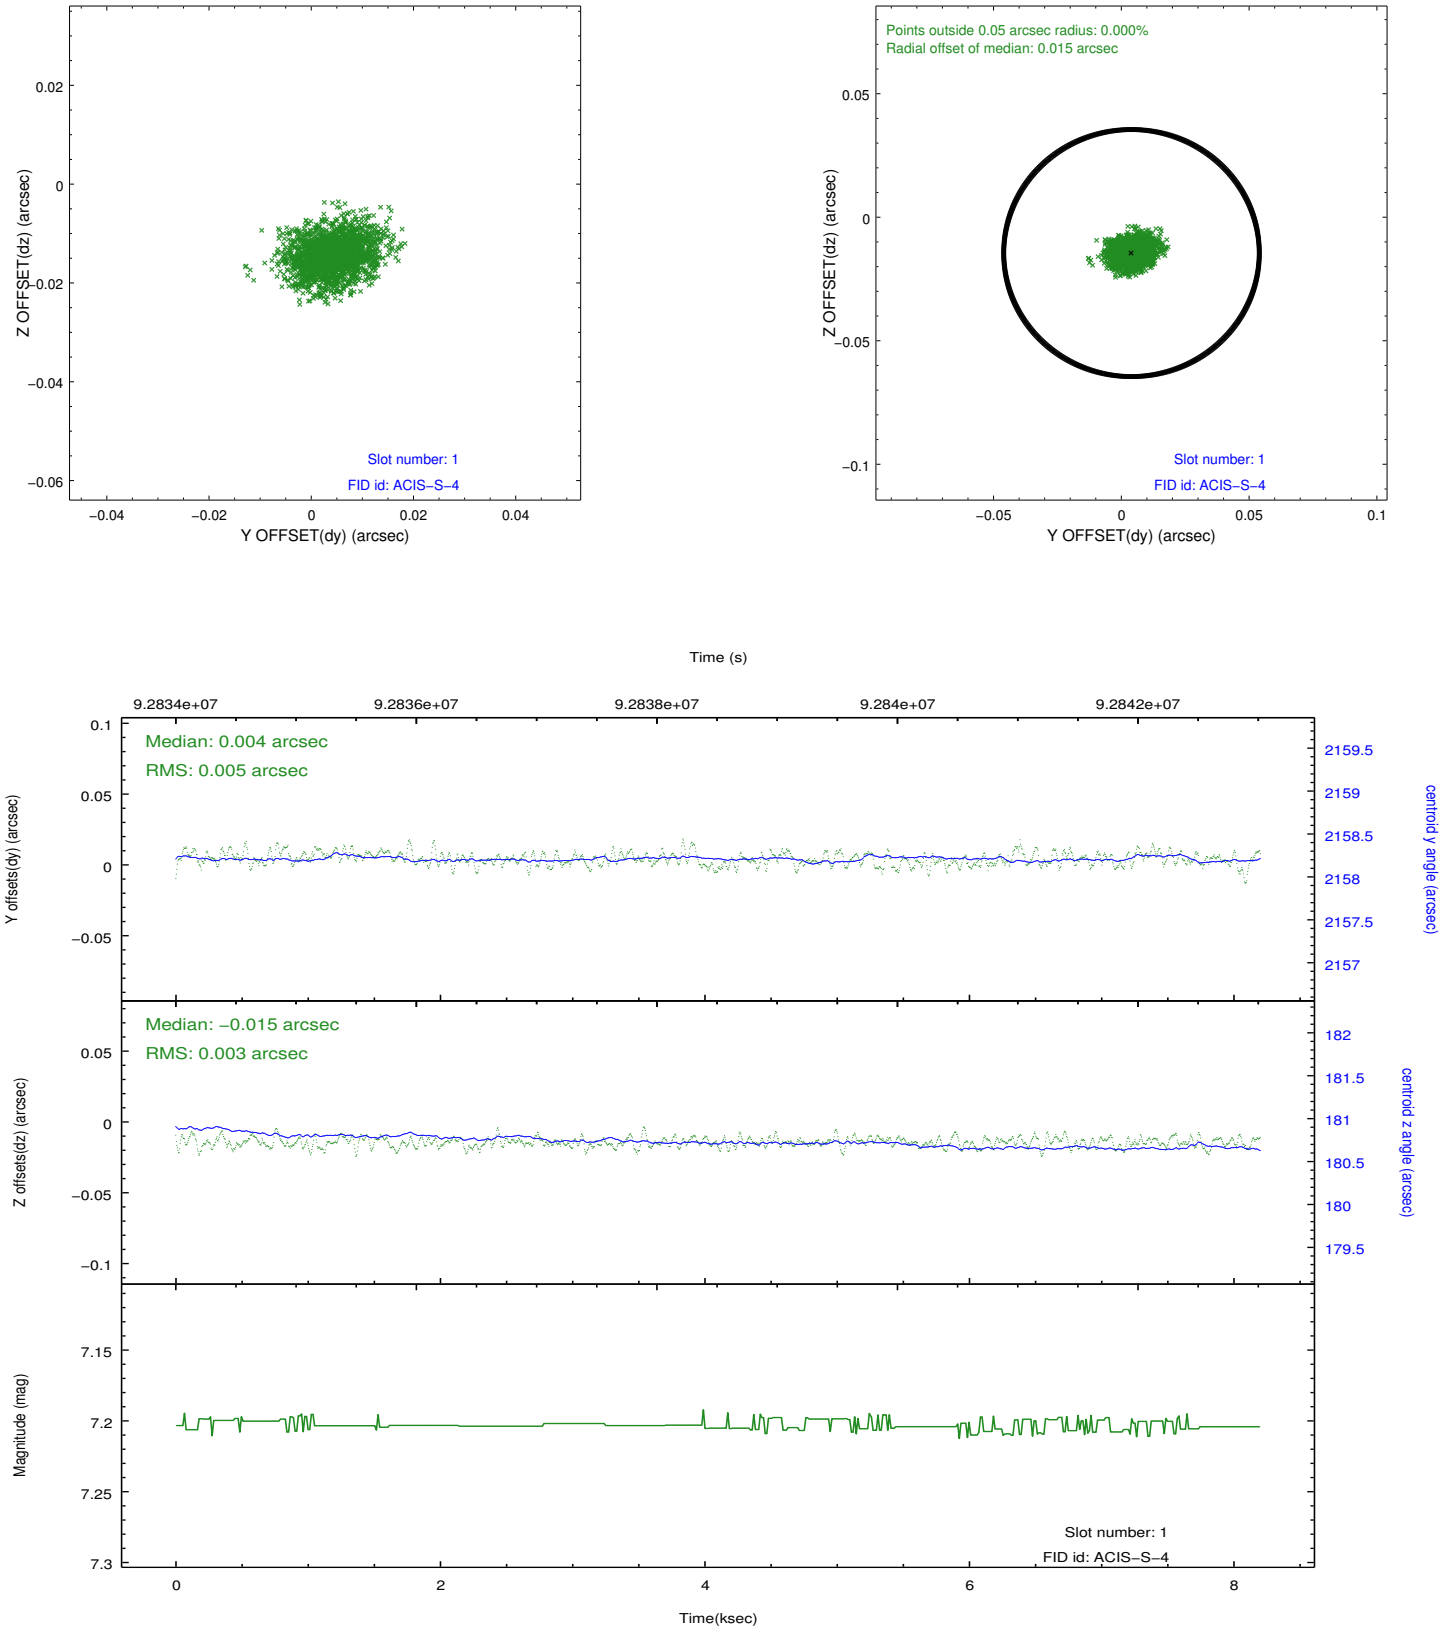 0.02
0
−0.02
−0.04
−0.06
Z OFFSET(dz) (arcsec)
Slot number: 1
FID id: ACIS−S−4
−0.04
−0.02
0
0.02
0.04
Y OFFSET(dy) (arcsec)
Points outside 0.05 arcsec radius: 0.000%
Radial offset of median: 0.015 arcsec
0.05
0
−0.05
−0.1
Z OFFSET(dz) (arcsec)
Slot number: 1
FID id: ACIS−S−4
−0.05
0
0.05
0.1
Y OFFSET(dy) (arcsec)
Time (s)
9.2834e+07
9.2836e+07
9.2838e+07
9.284e+07
9.2842e+07
Median: 0.004 arcsec
RMS: 0.005 arcsec
0.1
0.05
0
−0.05
Y offsets(dy) (arcsec)
2159.5
2159
2158.5
2158
2157.5
2157
centroid y angle (arcsec)
Median: −0.015 arcsec
RMS: 0.003 arcsec
0.05
0
−0.05
−0.1
Z offsets(dz) (arcsec)
182
181.5
181
180.5
180
179.5
centroid z angle (arcsec)
7.15
7.2
7.25
7.3
Magnitude (mag)
Slot number: 1
FID id: ACIS−S−4
0
2
4
6
8
Time(ksec)